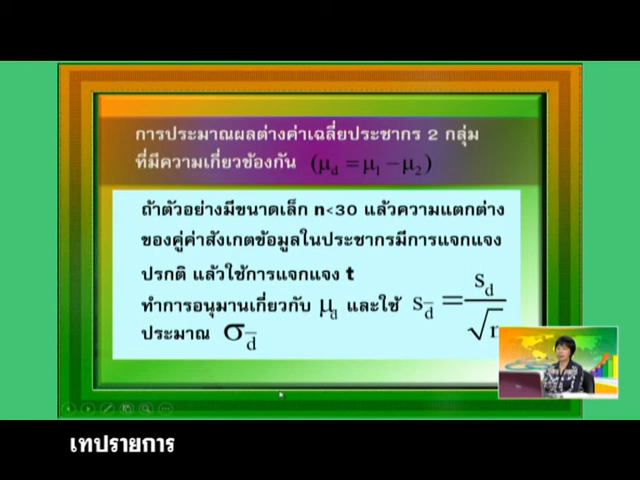 การประมาณผลต่างค่าเฉลี่ยประชากร 2 กลุ่ม
ที่มีความเกี่ยวข้องกัน (μd = μ1 − μ2)
ถ้าตัวอย่างมีขนาดเล็ก n<30 แล้วความแตกต่าง
ของคู่ค่าสังเกตข้อมูลในประชากรมีการแจกแจง
ปรกติ แล้วใช้การแจกแจง t
ทำการอนุมานเกี่ยวกับ μd และใช้ sd̅ = sd/√n
ประมาณ σd̅
เทปรายการ